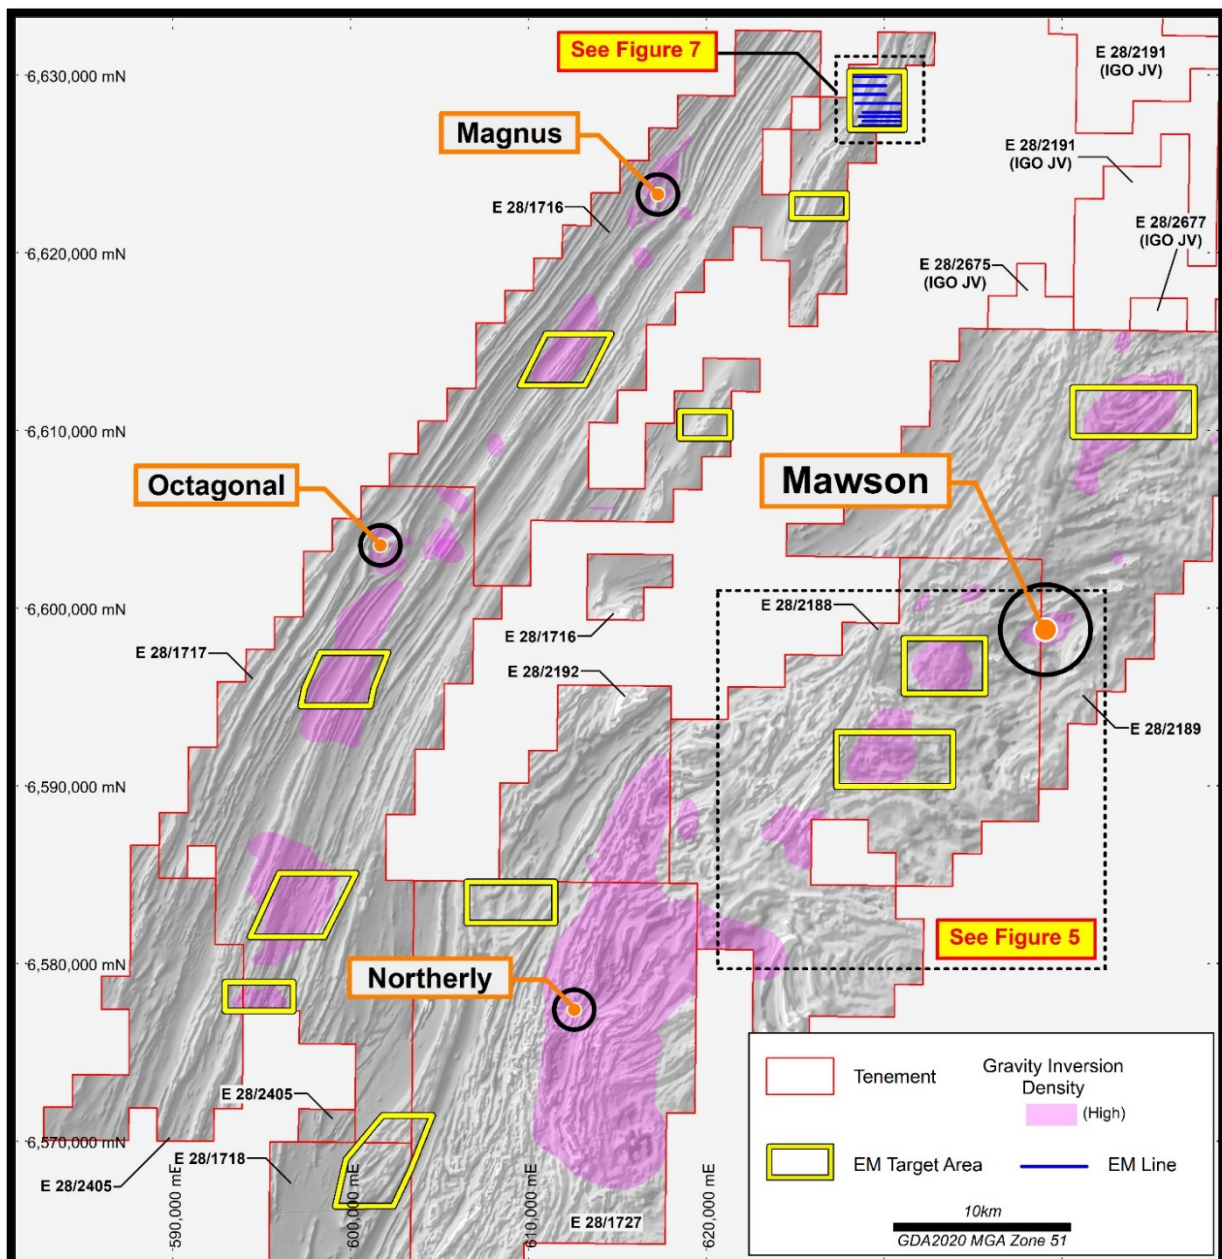 See Figure 7
E 28/2191
(IGO JV)
6,630,000 mN
Magnus
E 28/2191
(IGO JV)
E 28/1716
E 28/2677
(IGO JV)
6,620,000 mN
E 28/2675
(IGO JV)
6,610,000 mN
Octagonal
Mawson
6,600,000 mN
E 28/2188
E 28/1716
E 28/1717
E 28/2192
E 28/2189
6,590,000 mN
See Figure 5
6,580,000 mN
Northerly
Tenement
Gravity Inversion
Density
(High)
E 28/2405
6,570,000 mN
E 28/1718
E 28/2405
EM Target Area
EM Line
590,000 mE
600,000 mE
610,000 mE
620,000 mE
E 28/1727
10km
GDA2020 MGA Zone 51